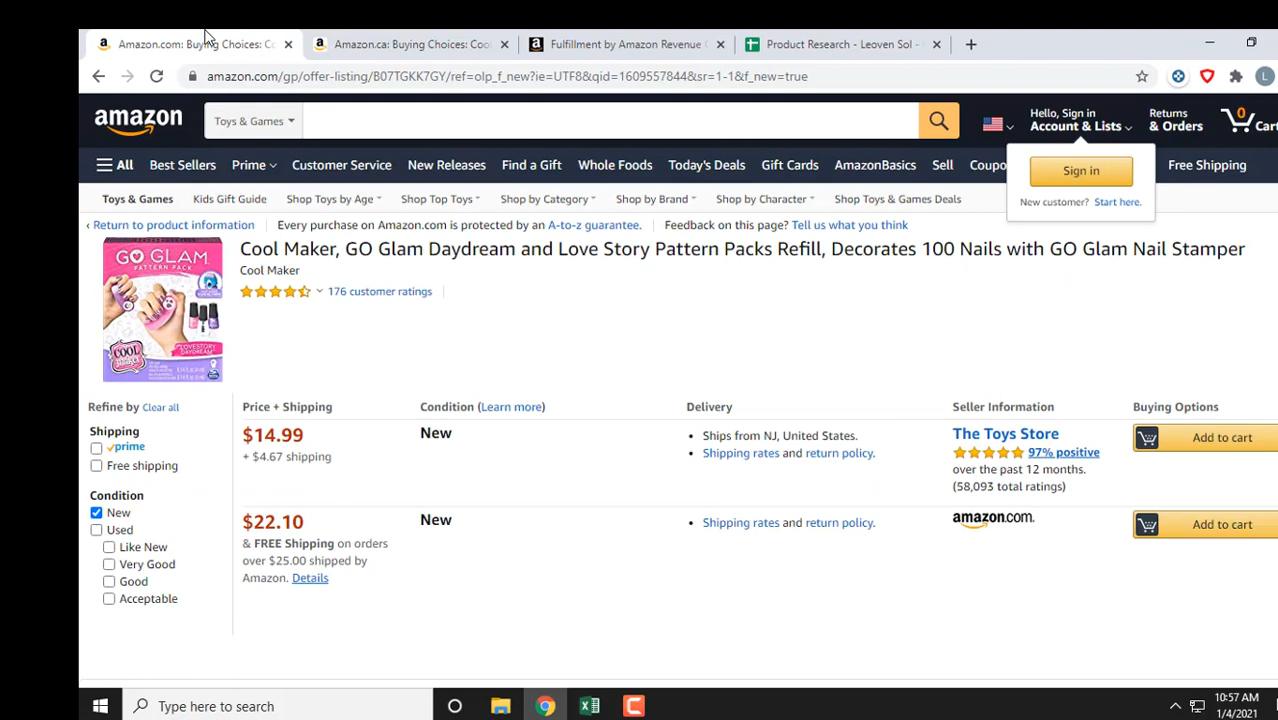 Amazon.com: Buying Choices: Co
Amazon.ca: Buying Choices: Cool
Fulfillment by Amazon Revenue C
Product Research - Leoven Sol -
amazon.com/gp/offer-listing/B07TGKK7GY/ref=olp_f_new?ie=UTF8&qid=1609557844&sr=1-1&f_new=true
L
amazon
Toys & Games
Hello, Sign in
Account & Lists
Returns
& Orders
0
Cart
All
Best Sellers
Prime
Customer Service
New Releases
Find a Gift
Whole Foods
Today's Deals
Gift Cards
AmazonBasics
Sell
Coupo
Free Shipping
Sign in
New customer? Start here.
Toys & Games
Kids Gift Guide
Shop Toys by Age
Shop Top Toys
Shop by Category
Shop by Brand
Shop by Character
Shop Toys & Games Deals
‹ Return to product information
Every purchase on Amazon.com is protected by an A-to-z guarantee.
Feedback on this page? Tell us what you think
Cool Maker, GO Glam Daydream and Love Story Pattern Packs Refill, Decorates 100 Nails with GO Glam Nail Stamper
Cool Maker
176 customer ratings
GO GLAM
PATTERN PACK
LOVE STORY
DAYDREAM
COOL
MAKER
Refine by Clear all
Shipping
prime
Free shipping
Condition
New
Used
Like New
Very Good
Good
Acceptable
Price + Shipping
Condition (Learn more)
Delivery
Seller Information
Buying Options
$14.99
+ $4.67 shipping
New
• Ships from NJ, United States.
• Shipping rates and return policy.
The Toys Store
97% positive
over the past 12 months.
(58,093 total ratings)
Add to cart
$22.10
& FREE Shipping on orders
over $25.00 shipped by
Amazon. Details
New
• Shipping rates and return policy.
amazon.com.
Add to cart
Type here to search
10:57 AM
1/4/2021